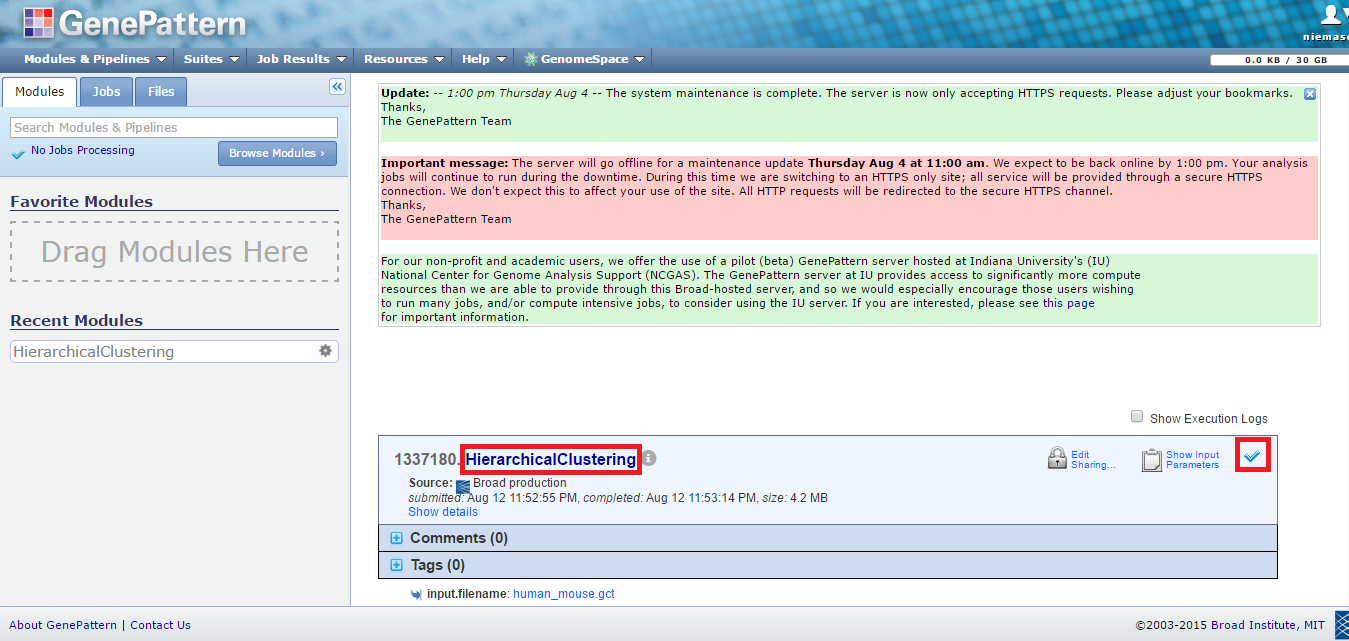 GenePattern
niemas
Modules & Pipelines Suites Job Results Resources Help GenomeSpace
0.0 KB / 30 GB
Modules Jobs Files
Search Modules & Pipelines
No Jobs Processing
Browse Modules ›
Favorite Modules
Drag Modules Here
Recent Modules
HierarchicalClustering
Update: -- 1:00 pm Thursday Aug 4 -- The system maintenance is complete. The server is now only accepting HTTPS requests. Please adjust your bookmarks.
Thanks,
The GenePattern Team
Important message: The server will go offline for a maintenance update Thursday Aug 4 at 11:00 am. We expect to be back online by 1:00 pm. Your analysis
jobs will continue to run during the downtime. During this time we are switching to an HTTPS only site; all service will be provided through a secure HTTPS
connection. We don't expect this to affect your use of the site. All HTTP requests will be redirected to the secure HTTPS channel.
Thanks,
The GenePattern Team
For our non-profit and academic users, we offer the use of a pilot (beta) GenePattern server hosted at Indiana University's (IU)
National Center for Genome Analysis Support (NCGAS). The GenePattern server at IU provides access to significantly more compute
resources than we are able to provide through this Broad-hosted server, and so we would especially encourage those users wishing
to run many jobs, and/or compute intensive jobs, to consider using the IU server. If you are interested, please see this page
for important information.
Show Execution Logs
1337180. HierarchicalClustering
Edit
Sharing...
Show Input
Parameters
Source: Broad production
submitted: Aug 12 11:52:55 PM, completed: Aug 12 11:53:14 PM, size: 4.2 MB
Show details
Comments (0)
Tags (0)
input.filename: human_mouse.gct
About GenePattern | Contact Us
©2003-2015 Broad Institute, MIT